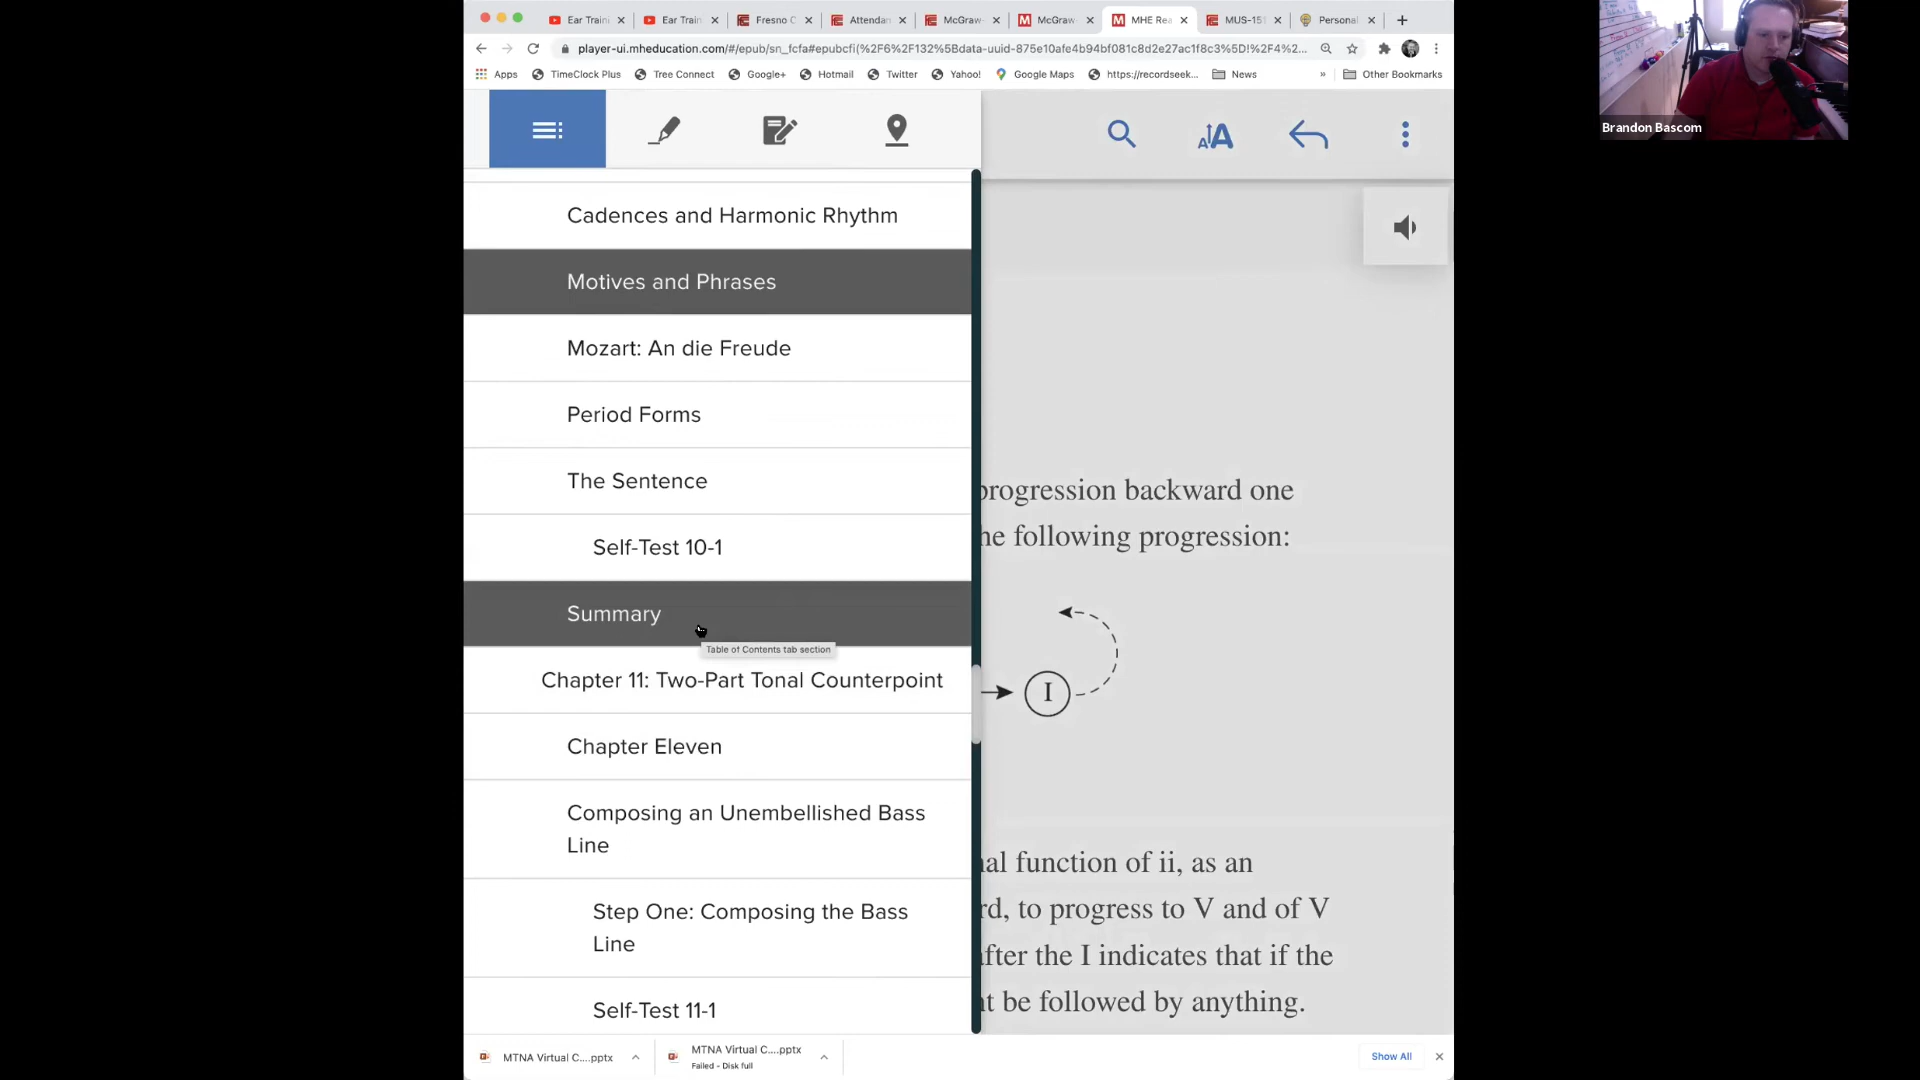 Ear Traini
Ear Train
Fresno C
Attendan
McGraw-
McGraw
MHE Rea
MUS-151
Personal
player-ui.mheducation.com/#/epub/sn_fcfa#epubcfi(%2F6%2F132%5Bdata-uuid-875e10afe4b94bf081c8d2e27ac1f8c3%5D!%2F4%2...
Apps
TimeClock Plus
Tree Connect
Google+
Hotmail
Twitter
Yahoo!
Google Maps
https://recordseek...
News
»
Other Bookmarks
Brandon Bascom
AA
Cadences and Harmonic Rhythm
Motives and Phrases
Mozart: An die Freude
Period Forms
The Sentence
Self-Test 10-1
Summary
Table of Contents tab section
Chapter 11: Two-Part Tonal Counterpoint
Chapter Eleven
Composing an Unembellished Bass
Line
Step One: Composing the Bass
Line
Self-Test 11-1
progression backward one
he following progression:
I
al function of ii, as an
rd, to progress to V and of V
fter the I indicates that if the
t be followed by anything.
MTNA Virtual C....pptx
MTNA Virtual C....pptx
Failed - Disk full
Show All